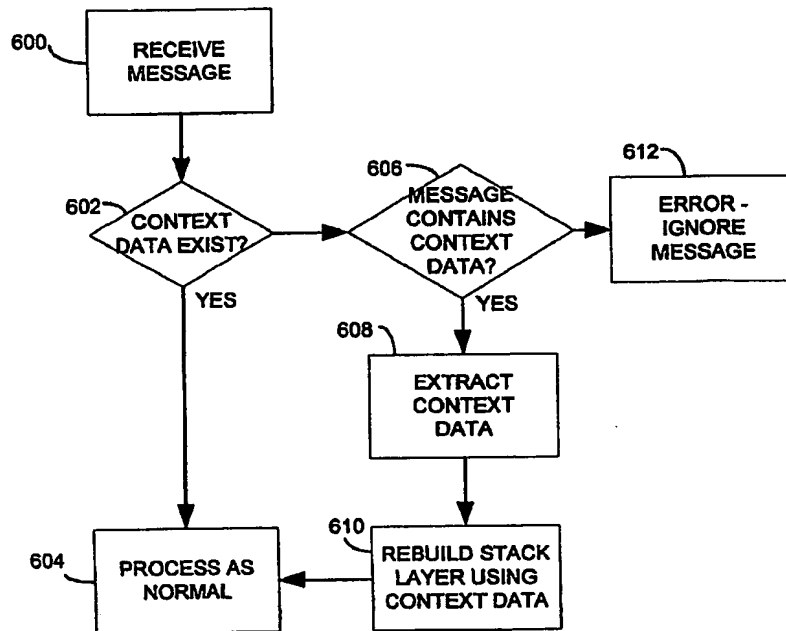 600
RECEIVE
MESSAGE
602
CONTEXT
DATA EXIST?
YES
606
MESSAGE
CONTAINS
CONTEXT
DATA?
YES
612
ERROR -
IGNORE
MESSAGE
608
EXTRACT
CONTEXT
DATA
610
REBUILD STACK
LAYER USING
CONTEXT DATA
604
PROCESS AS
NORMAL